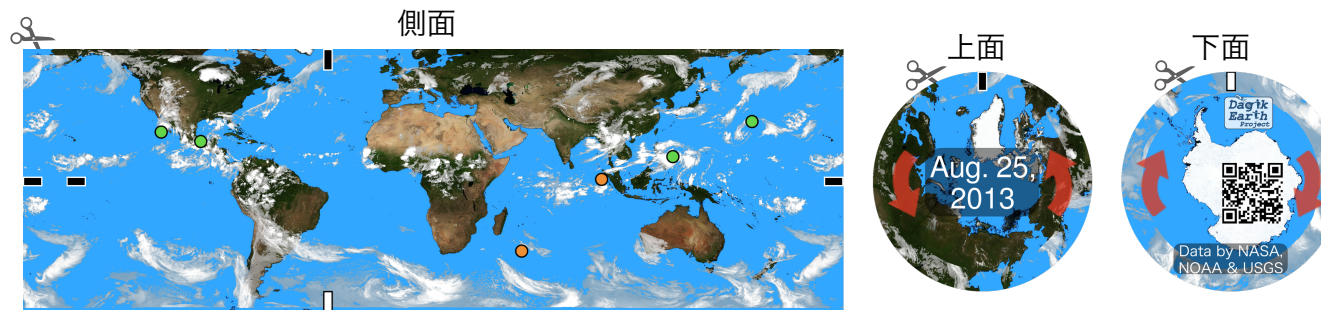 側面
上面
下面
Aug. 25,
2013
Dagik
Earth
Project
Data by NASA,
NOAA & USGS